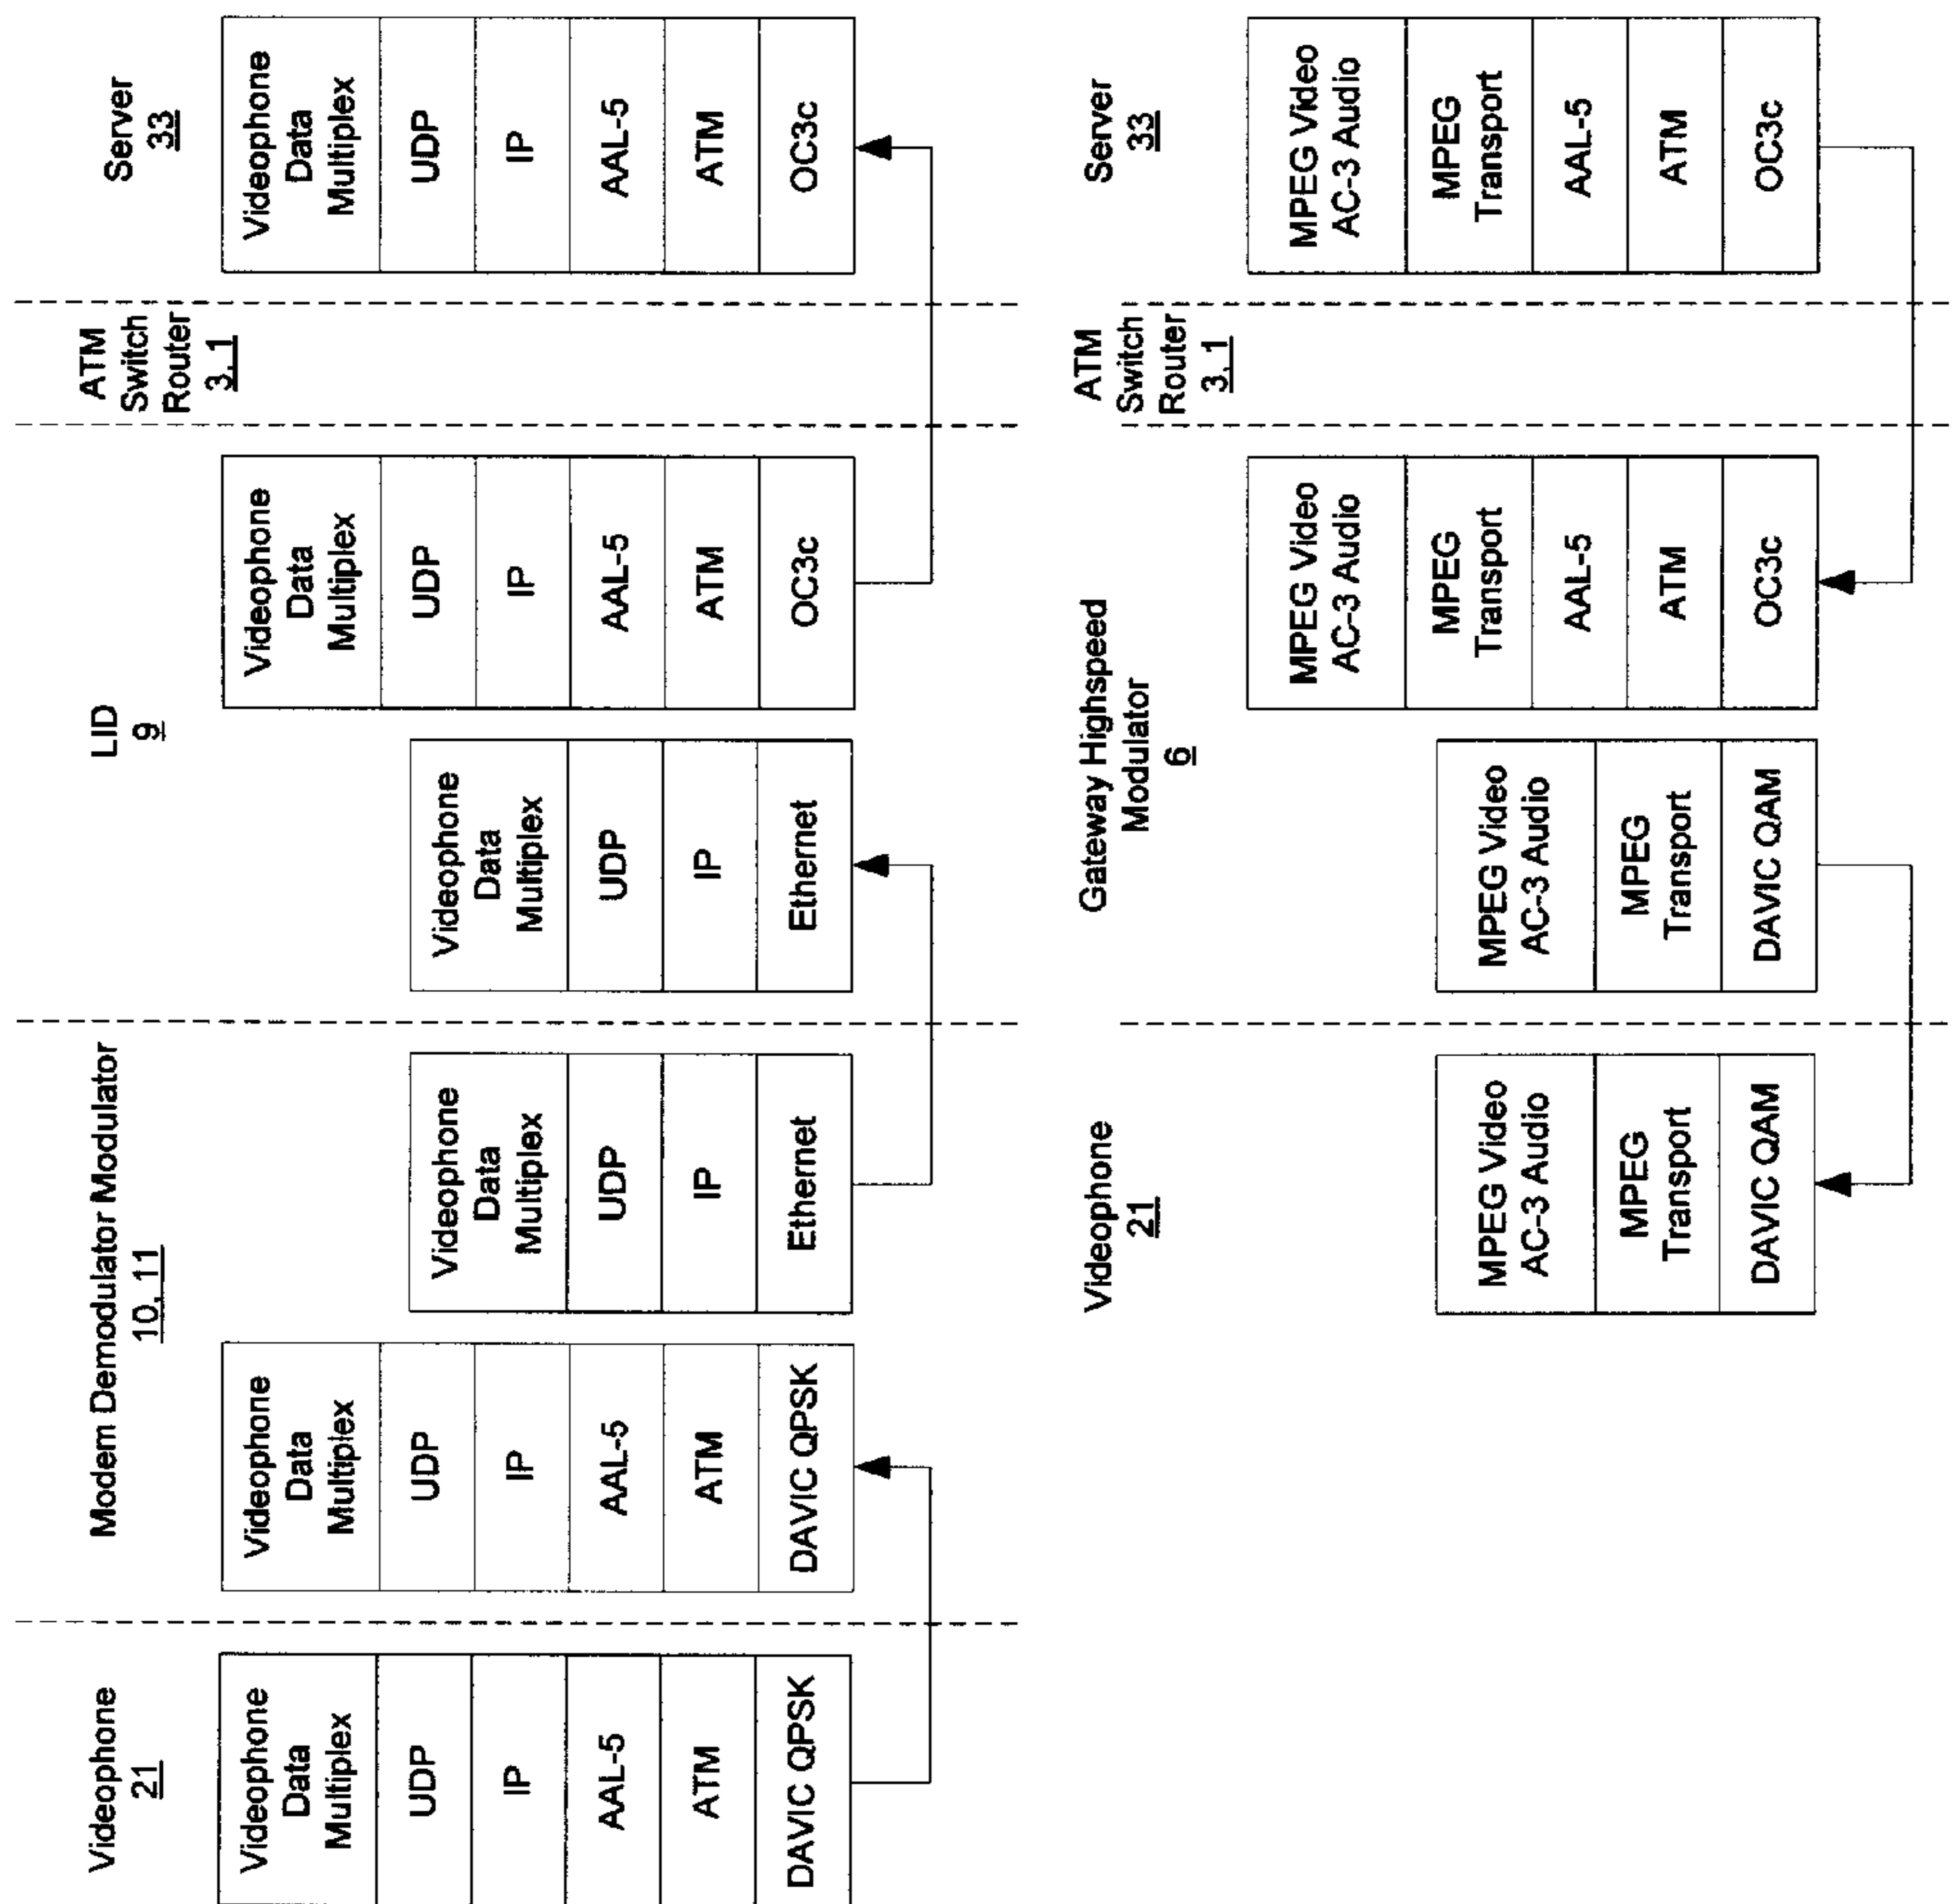 Videophone
21
Modem Demodulator Modulator
10, 11
LID
9
ATM
Switch
Router
3, 1
Server
33
Videophone
Data
Multiplex
UDP
IP
AAL-5
ATM
DAVIC QPSK
Videophone
Data
Multiplex
UDP
IP
AAL-5
ATM
DAVIC QPSK
Videophone
Data
Multiplex
UDP
IP
Ethernet
Videophone
Data
Multiplex
UDP
IP
Ethernet
Videophone
Data
Multiplex
UDP
IP
AAL-5
ATM
OC3c
Videophone
Data
Multiplex
UDP
IP
AAL-5
ATM
OC3c
Videophone
21
Gateway Highspeed
Modulator
6
ATM
Switch
Router
3, 1
Server
33
MPEG Video
AC-3 Audio
MPEG
Transport
DAVIC QAM
MPEG Video
AC-3 Audio
MPEG
Transport
DAVIC QAM
MPEG Video
AC-3 Audio
MPEG
Transport
AAL-5
ATM
OC3c
MPEG Video
AC-3 Audio
MPEG
Transport
AAL-5
ATM
OC3c